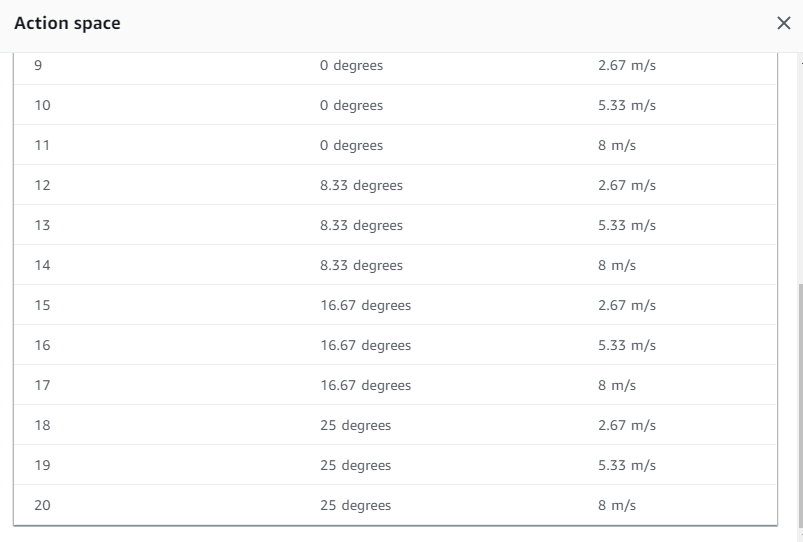 Action space
9 0 degrees 2.67 m/s
10 0 degrees 5.33 m/s
11 0 degrees 8 m/s
12 8.33 degrees 2.67 m/s
13 8.33 degrees 5.33 m/s
14 8.33 degrees 8 m/s
15 16.67 degrees 2.67 m/s
16 16.67 degrees 5.33 m/s
17 16.67 degrees 8 m/s
18 25 degrees 2.67 m/s
19 25 degrees 5.33 m/s
20 25 degrees 8 m/s